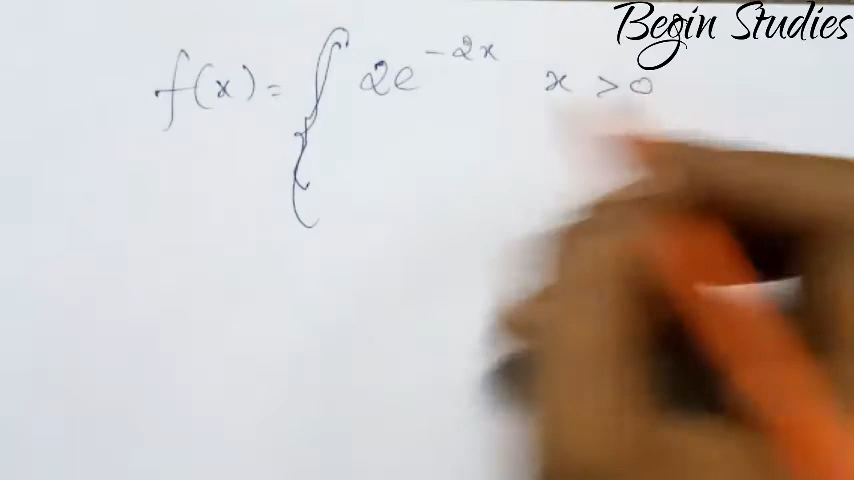 Begin Studies
f(x) = { 2e^{-2x} x > 0